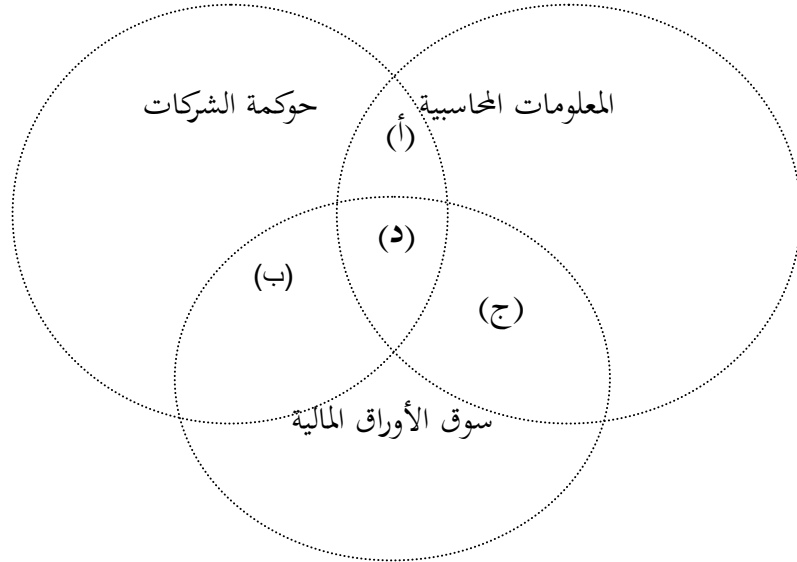 المعلومات المحاسبية
حوكمة الشركات
(أ)
(د)
(ب)
(ج)
سوق الأوراق المالية